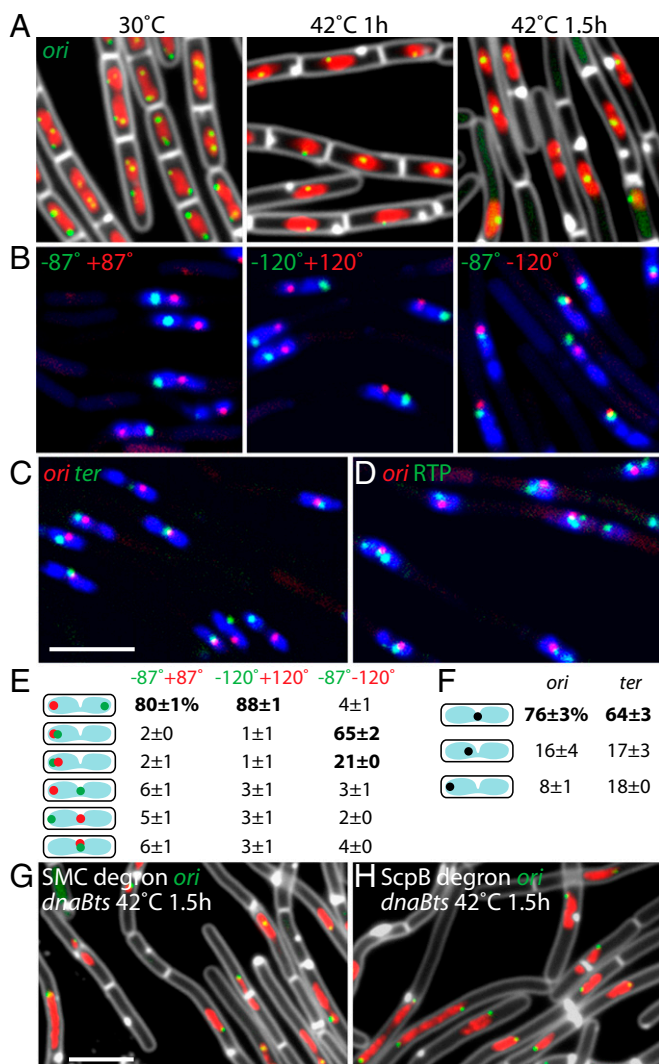 A 30˚C 42˚C 1h 42˚C 1.5h
ori
B -87˚ +87˚ -120˚ +120˚ -87˚ -120˚
C ori ter D ori RTP
E -87˚+87˚ -120˚+120˚ -87˚-120˚ F ori ter
80±1% 88±1 4±1 76±3% 64±3
2±0 1±1 65±2 16±4 17±3
2±1 1±1 21±0 8±1 18±0
6±1 3±1 3±1
5±1 3±1 2±0
6±1 3±1 4±0
G SMC degron ori H ScpB degron ori
dnaBts 42˚C 1.5h dnaBts 42˚C 1.5h